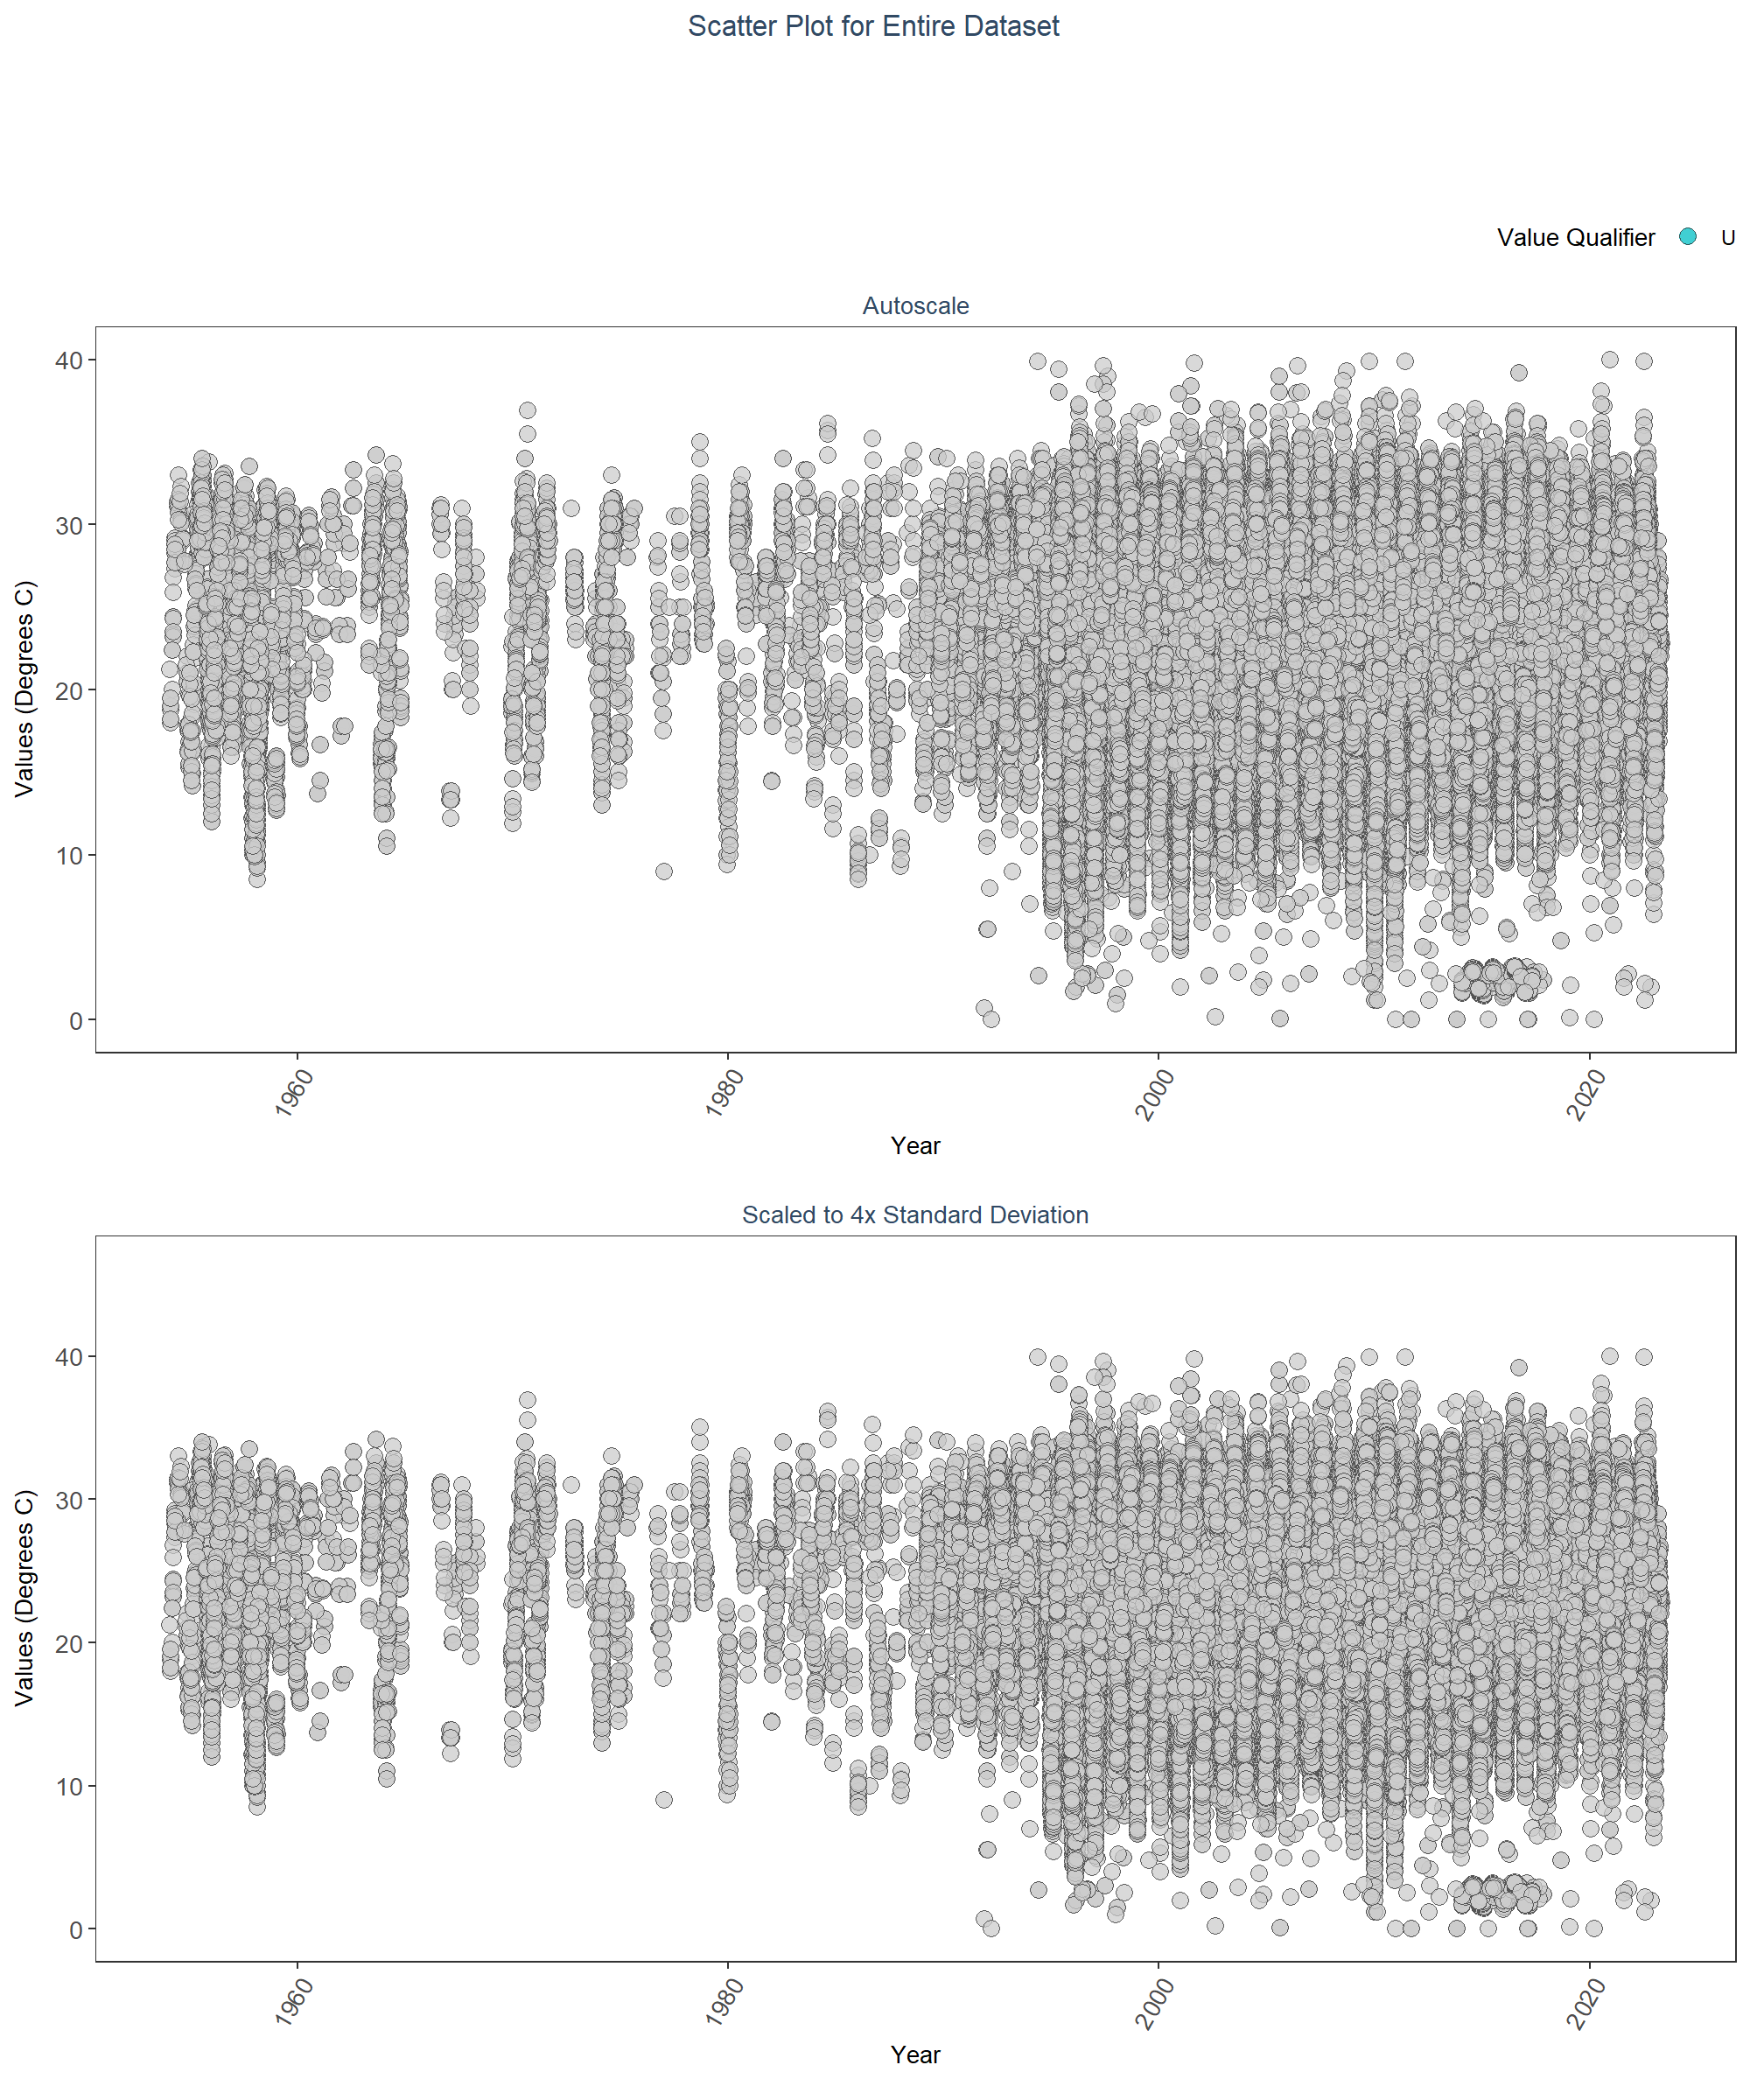 Scatter Plot for Entire Dataset
Value Qualifier U
Autoscale
40
30
20
10
0
Values (Degrees C)
1960 1980 2000 2020
Year
Scaled to 4x Standard Deviation
40
30
20
10
0
Values (Degrees C)
1960 1980 2000 2020
Year